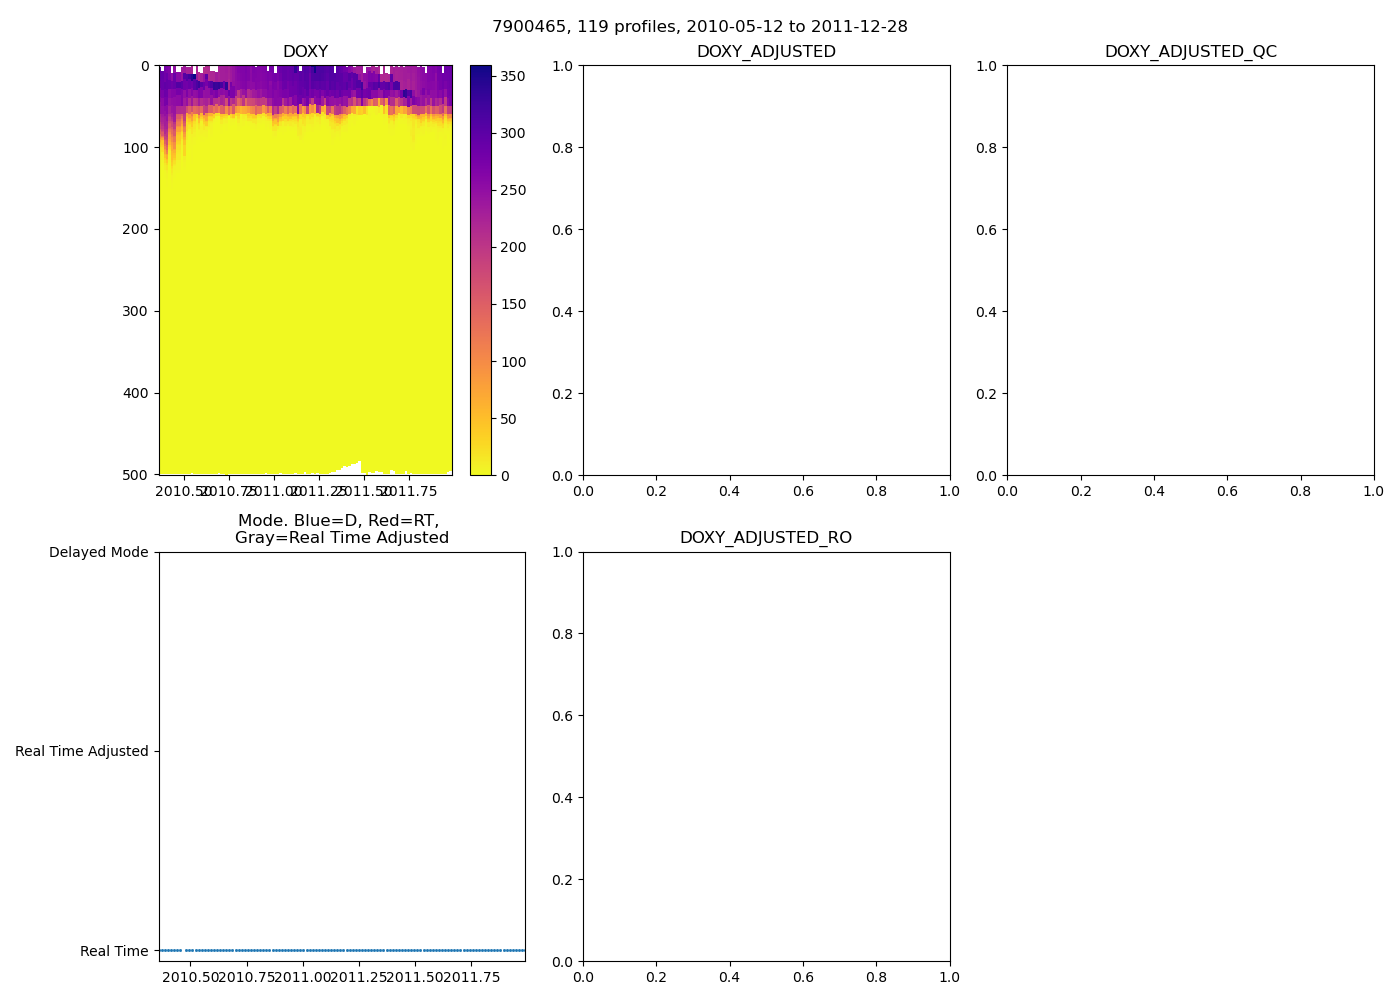 7900465, 119 profiles, 2010-05-12 to 2011-12-28
DOXY
0
100
200
300
400
500
2010.50 2010.75 2011.00 2011.25 2011.50 2011.75
350
300
250
200
150
100
50
0
DOXY_ADJUSTED
1.0
0.8
0.6
0.4
0.2
0.0
0.0 0.2 0.4 0.6 0.8 1.0
DOXY_ADJUSTED_QC
1.0
0.8
0.6
0.4
0.2
0.0
0.0 0.2 0.4 0.6 0.8 1.0
Mode. Blue=D, Red=RT,
Gray=Real Time Adjusted
Delayed Mode
Real Time Adjusted
Real Time
2010.50 2010.75 2011.00 2011.25 2011.50 2011.75
DOXY_ADJUSTED_RO
1.0
0.8
0.6
0.4
0.2
0.0
0.0 0.2 0.4 0.6 0.8 1.0